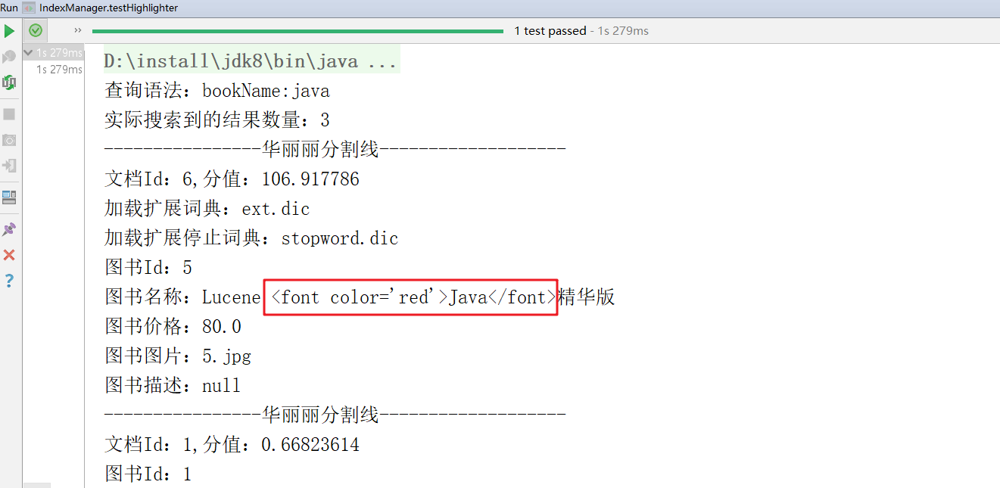 Run IndexManager.testHighlighter
>> 1 test passed - 1s 279ms
1s 279ms
1s 279ms
D:\install\jdk8\bin\java ...
查询语法：bookName:java
实际搜索到的结果数量：3
----------------华丽丽分割线-------------------
文档Id：6,分值：106.917786
加载扩展词典：ext.dic
加载扩展停止词典：stopword.dic
图书Id：5
图书名称：Lucene <font color='red'>Java</font>精华版
图书价格：80.0
图书图片：5.jpg
图书描述：null
----------------华丽丽分割线-------------------
文档Id：1,分值：0.66823614
图书Id：1